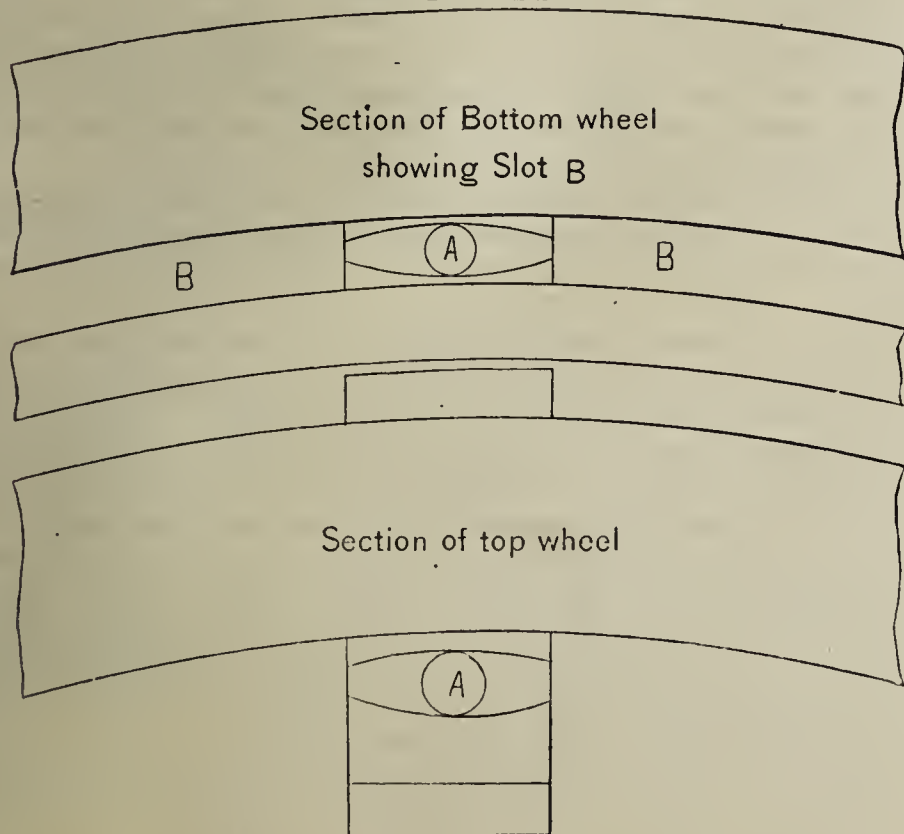 Section of Bottom wheel
showing Slot B
B A B
Section of top wheel
A